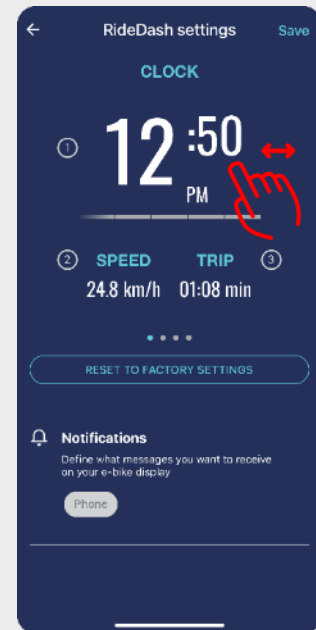 RideDash settings
Save
CLOCK
1
12 :50
PM
2 SPEED TRIP 3
24.8 km/h 01:08 min
RESET TO FACTORY SETTINGS
Notifications
Define what messages you want to receive
on your e-bike display
Phone